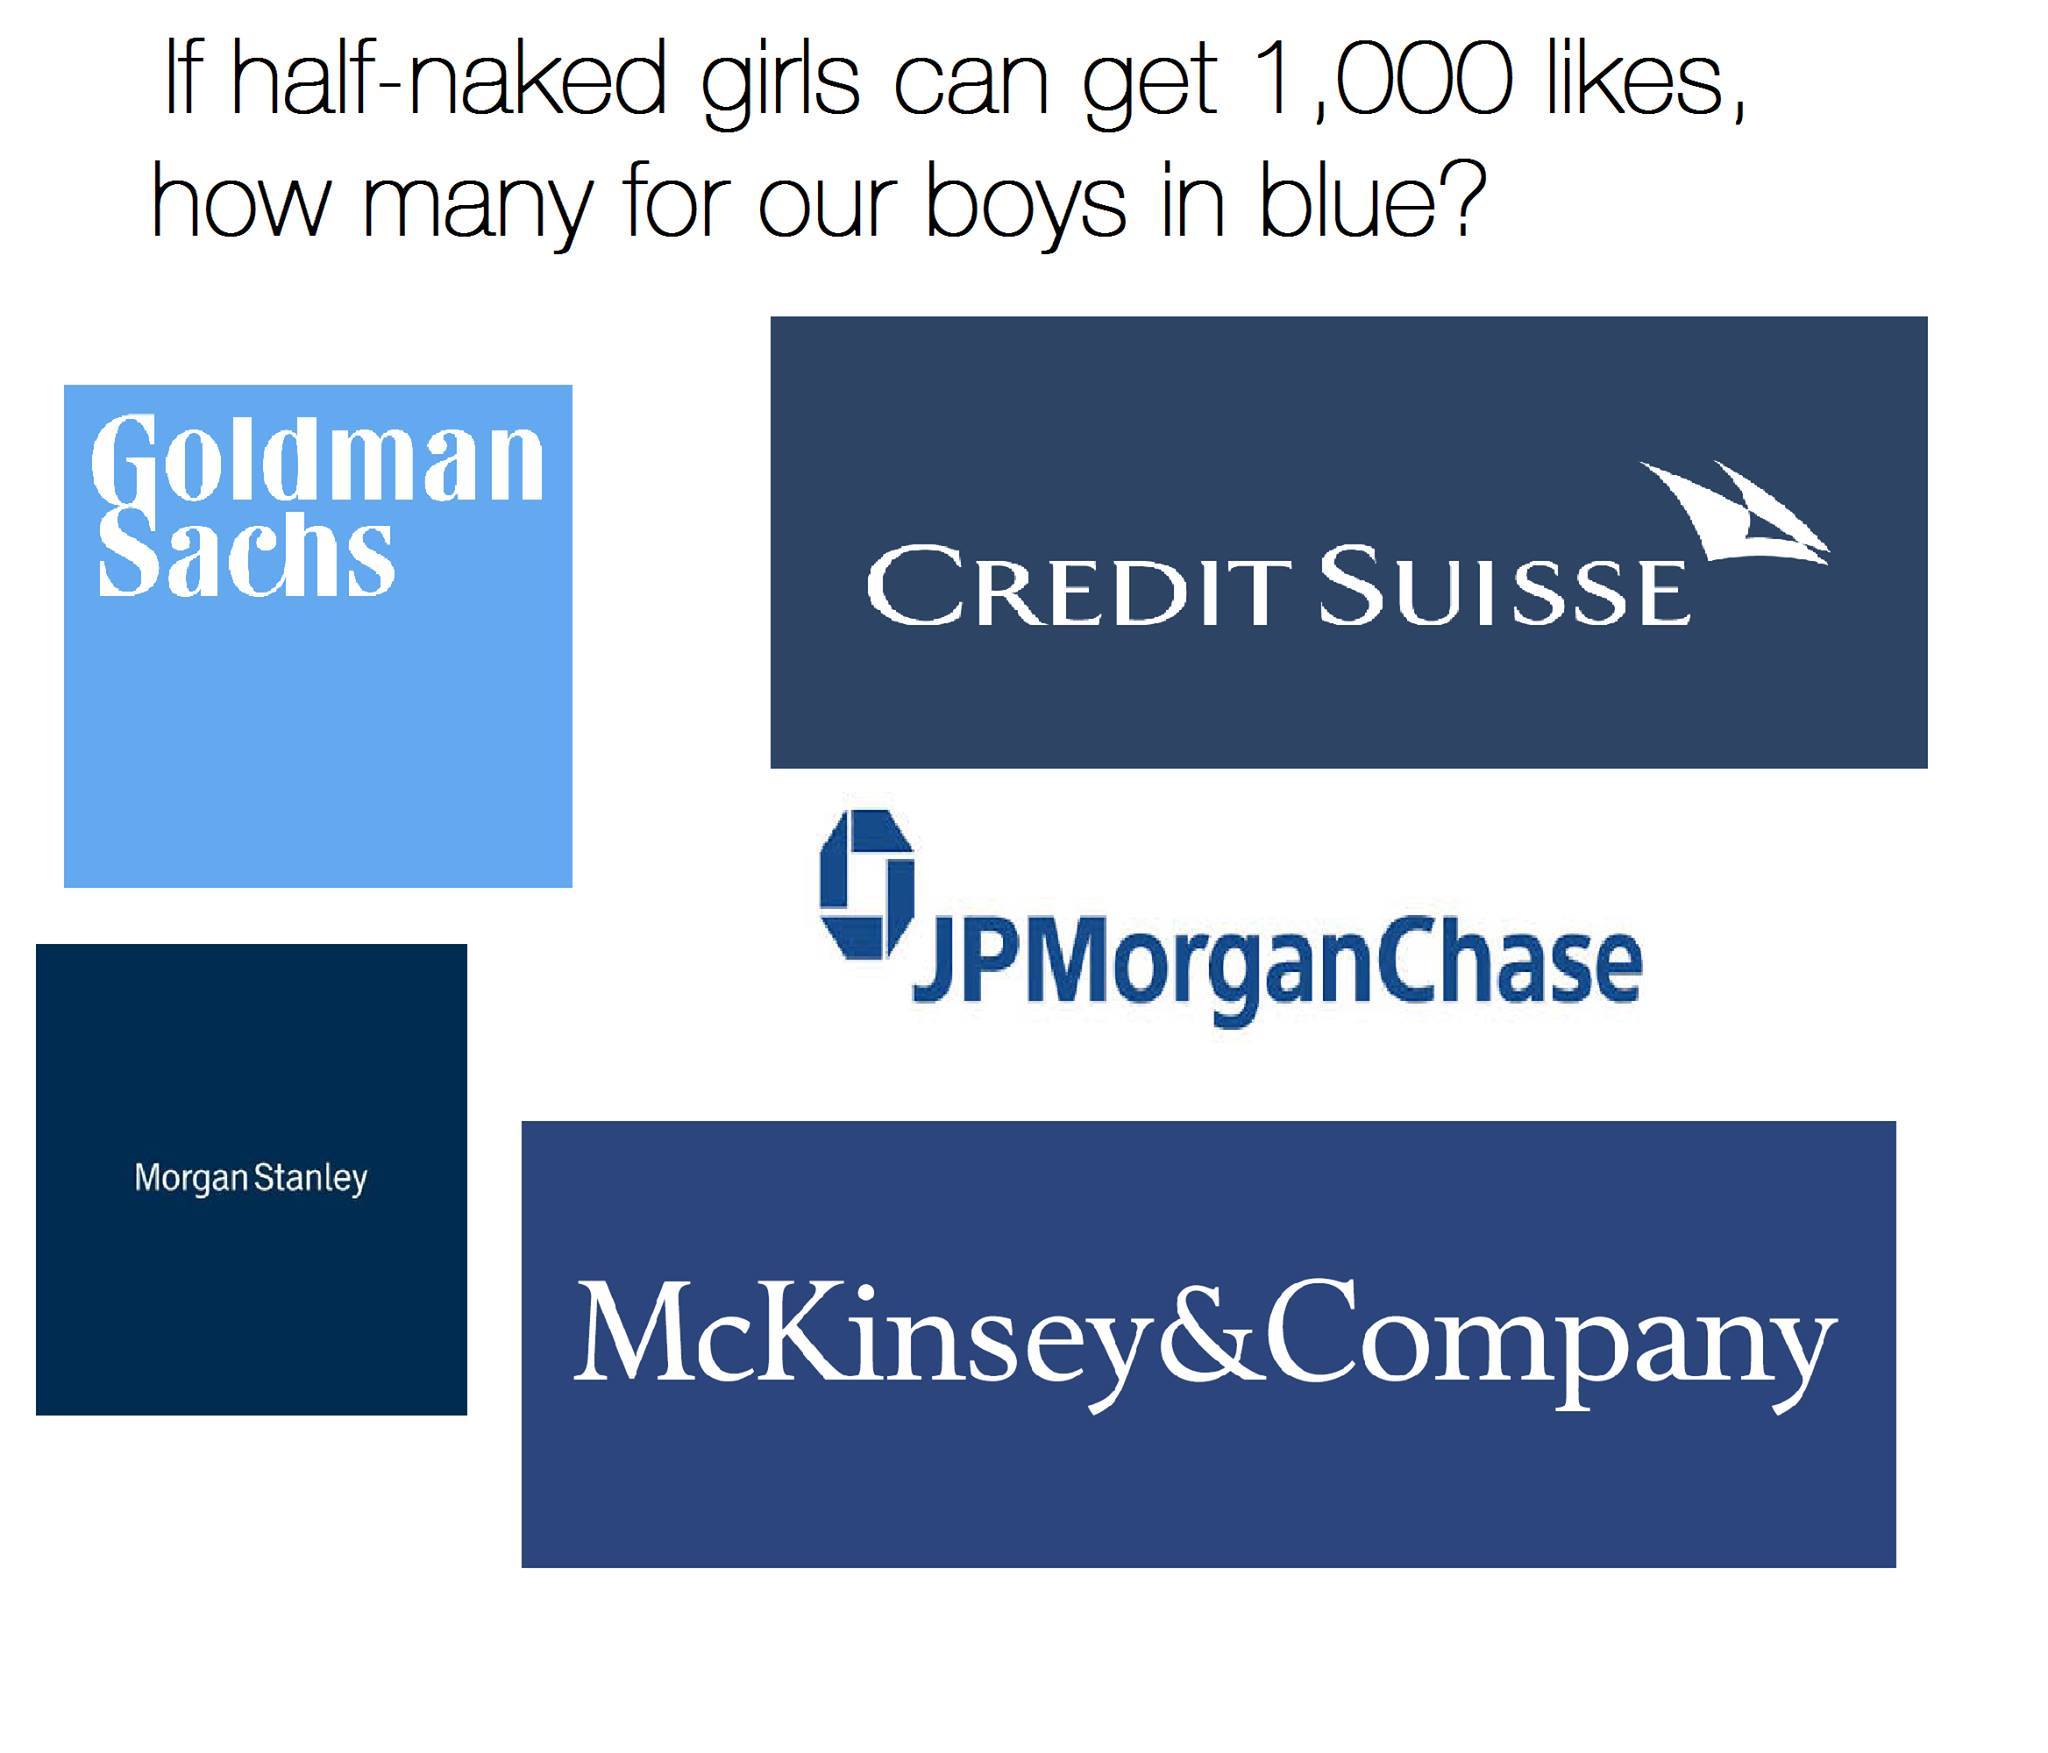 If half-naked girls can get 1,000 likes,
how many for our boys in blue?
Goldman
Sachs
CREDIT SUISSE
JPMorganChase
Morgan Stanley
McKinsey&Company